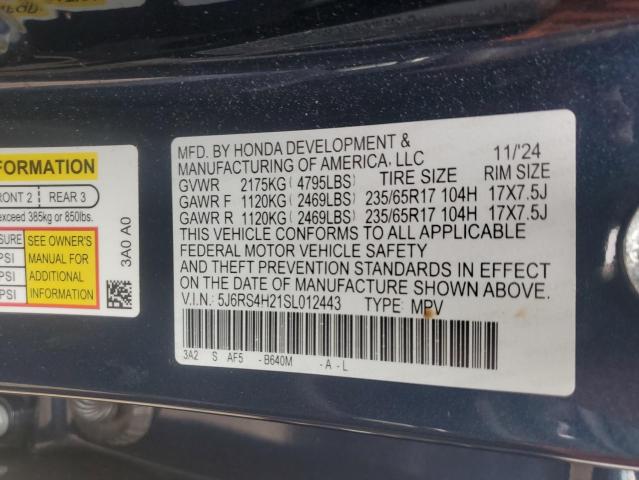 FORMATION
FRONT 2 REAR 3
exceed 385kg or 850lbs.
SEE OWNER'S
MANUAL FOR
ADDITIONAL
INFORMATION
PSI
PSI
3A0 A0
MFD. BY HONDA DEVELOPMENT &
MANUFACTURING OF AMERICA, LLC 11/'24
GVWR 2175KG (4795LBS) TIRE SIZE RIM SIZE
GAWR F 1120KG (2469LBS) 235/65R17 104H 17X7.5J
GAWR R 1120KG (2469LBS) 235/65R17 104H 17X7.5J
THIS VEHICLE CONFORMS TO ALL APPLICABLE
FEDERAL MOTOR VEHICLE SAFETY
AND THEFT PREVENTION STANDARDS IN EFFECT
ON THE DATE OF MANUFACTURE SHOWN ABOVE.
V.I.N.: 5J6RS4H21SL012443 TYPE: MPV
3A2 S AF5 - B640M - A - L